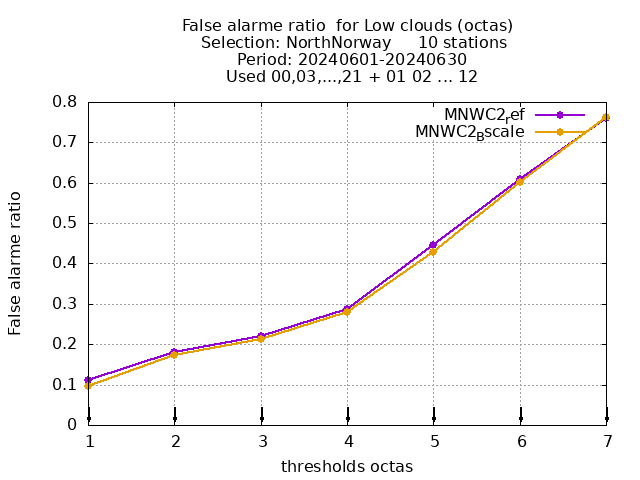 False alarme ratio  for Low clouds (octas)
Selection: NorthNorway     10 stations
Period: 20240601-20240630
Used 00,03,...,21 + 01 02 ... 12
MNWC2ref
MNWC2Bscale
0.8
0.7
0.6
0.5
0.4
0.3
0.2
0.1
0
False alarme ratio
1 2 3 4 5 6 7
thresholds octas